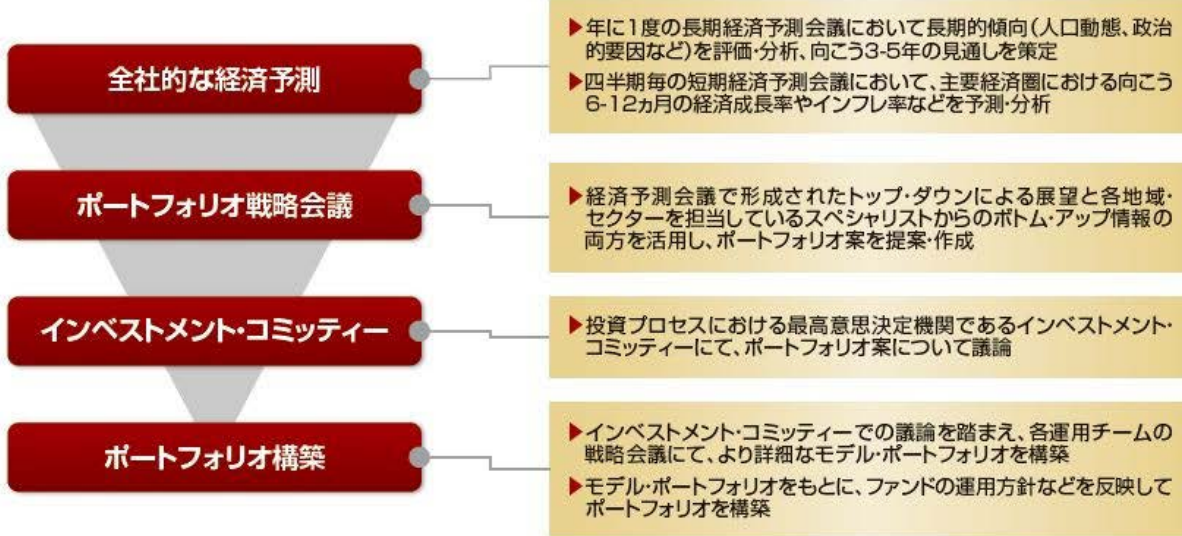 全社的な経済予測
▶年に1度の長期経済予測会議において長期的傾向(人口動態、政治
的要因など)を評価・分析、向こう3-5年の見通しを策定
▶四半期毎の短期経済予測会議において、主要経済圏における向こう
6-12ヵ月の経済成長率やインフレ率などを予測・分析
ポートフォリオ戦略会議
▶経済予測会議で形成されたトップ・ダウンによる展望と各地域・
セクターを担当しているスペシャリストからのボトム・アップ情報の
両方を活用し、ポートフォリオ案を提案・作成
インベストメント・コミッティー
▶投資プロセスにおける最高意思決定機関であるインベストメント・
コミッティーにて、ポートフォリオ案について議論
ポートフォリオ構築
▶インベストメント・コミッティーでの議論を踏まえ、各運用チームの
戦略会議にて、より詳細なモデル・ポートフォリオを構築
▶モデル・ポートフォリオをもとに、ファンドの運用方針などを反映して
ポートフォリオを構築